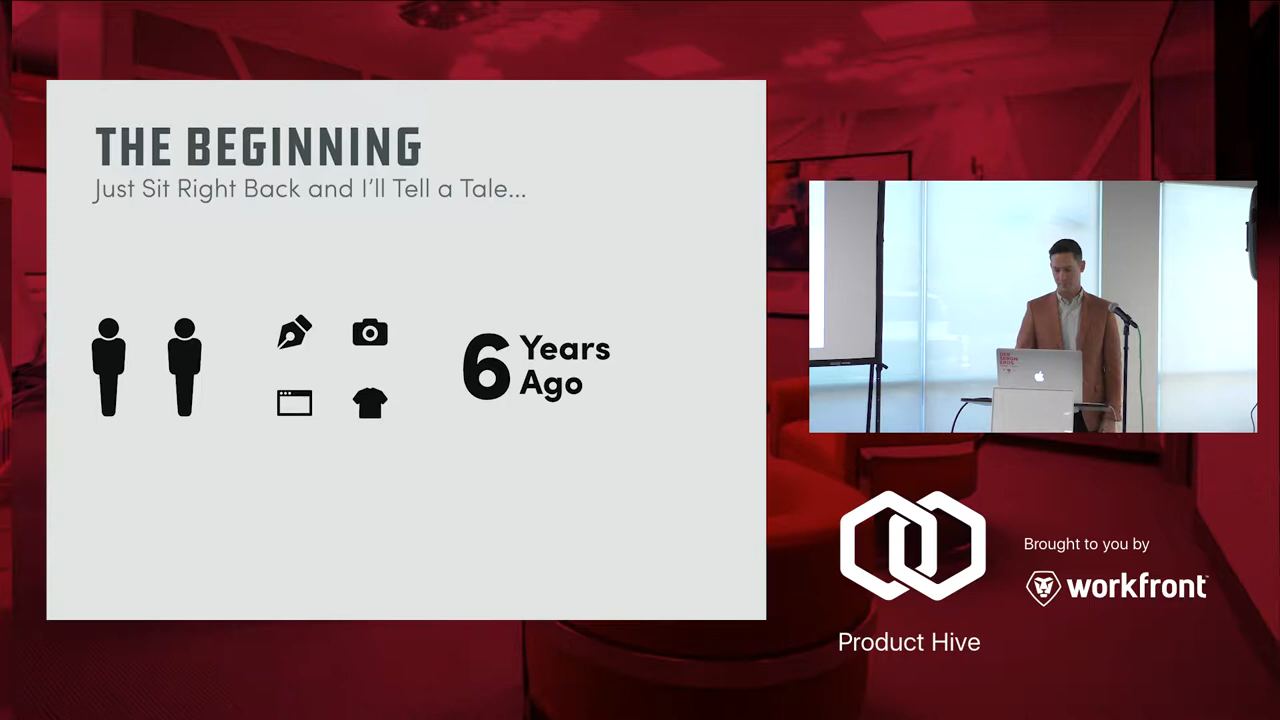 THE BEGINNING
Just Sit Right Back and I'll Tell a Tale...
6 Years
Ago
Brought to you by
workfront
Product Hive